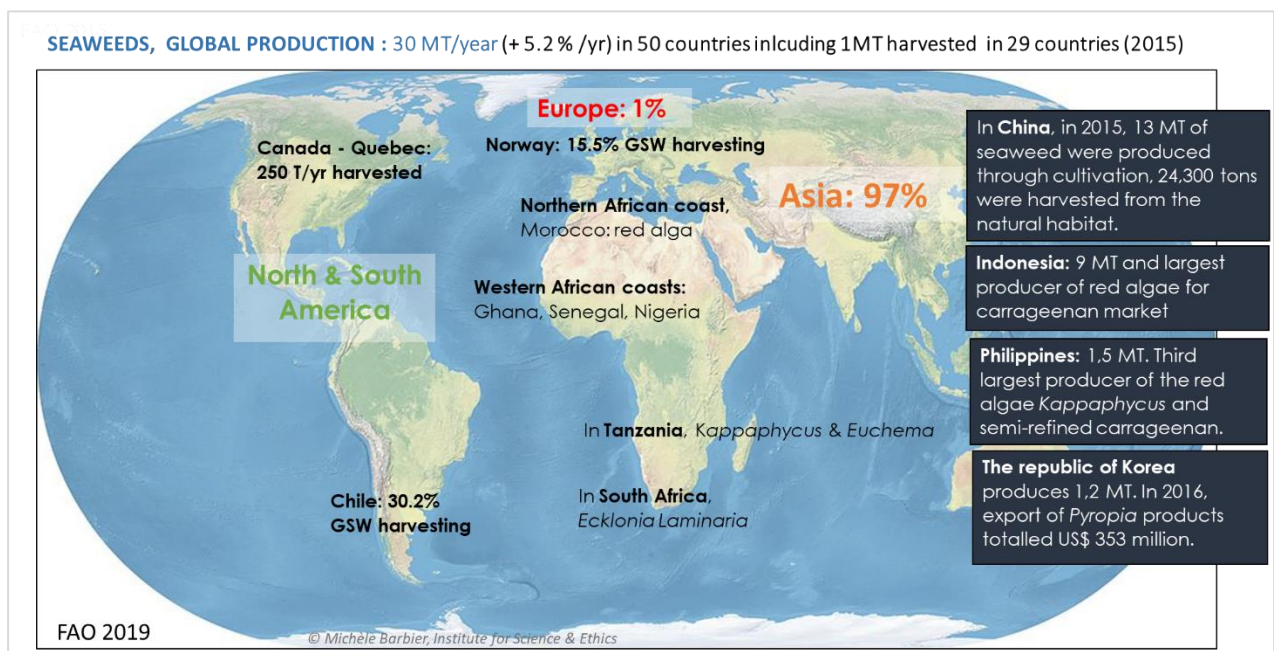 SEAWEEDS, GLOBAL PRODUCTION : 30 MT/year (+ 5.2 % /yr) in 50 countries inlcuding 1MT harvested in 29 countries (2015)
Europe: 1%
Canada - Quebec:
250 T/yr harvested
Norway: 15.5% GSW harvesting
Asia: 97%
Northern African coast,
Morocco: red alga
North & South
America
Western African coasts:
Ghana, Senegal, Nigeria
In Tanzania, Kappaphycus & Euchema
Chile: 30.2%
GSW harvesting
In South Africa,
Ecklonia Laminaria
In China, in 2015, 13 MT of
seaweed were produced
through cultivation, 24,300 tons
were harvested from the
natural habitat.
Indonesia: 9 MT and largest
producer of red algae for
carrageenan market
Philippines: 1,5 MT. Third
largest producer of the red
algae Kappaphycus and
semi-refined carrageenan.
The republic of Korea
produces 1,2 MT. In 2016,
export of Pyropia products
totalled US$ 353 million.
FAO 2019
© Michèle Barbier, Institute for Science & Ethics